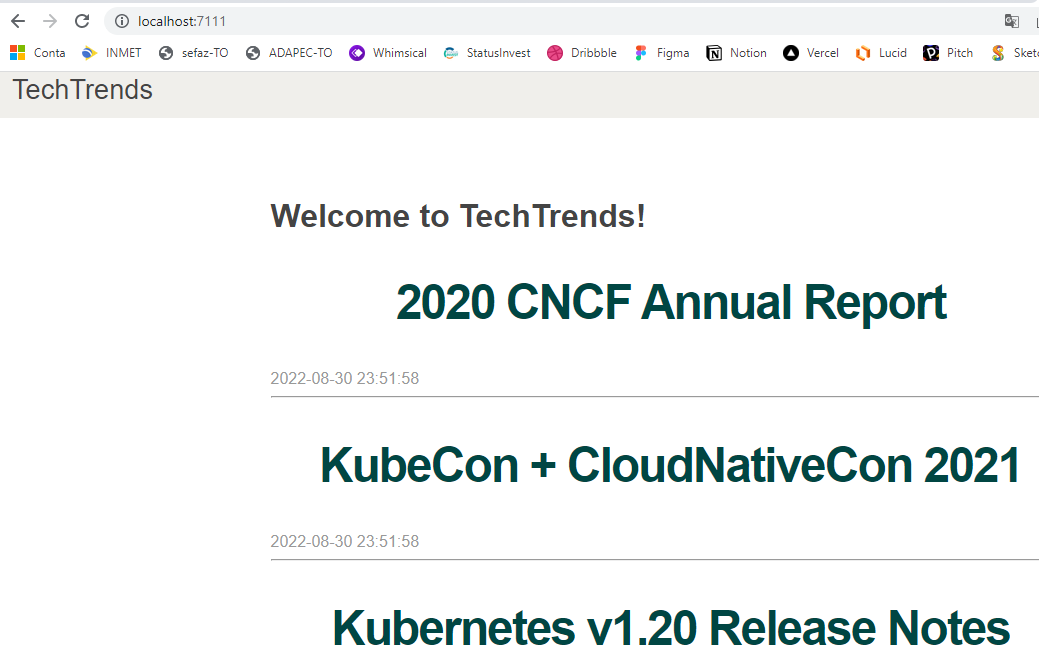 localhost:7111
Conta INMET sefaz-TO ADAPEC-TO Whimsical StatusInvest Dribbble Figma Notion Vercel Lucid Pitch
TechTrends
Welcome to TechTrends!
2020 CNCF Annual Report
2022-08-30 23:51:58
KubeCon + CloudNativeCon 2021
2022-08-30 23:51:58
Kubernetes v1.20 Release Notes